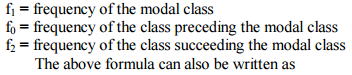 f₁ = frequency of the modal class
f₀ = frequency of the class preceding the modal class
f₂ = frequency of the class succeeding the modal class
The above formula can also be written as